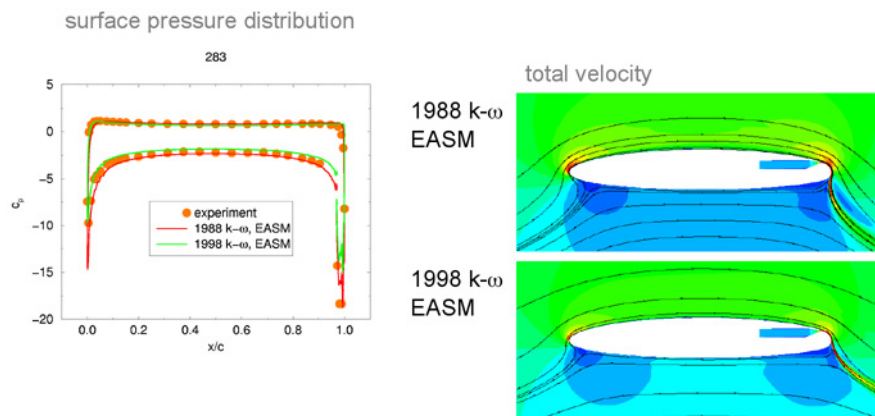 surface pressure distribution
283
5
0
−5
−10
−15
−20
cₚ
0.0 0.2 0.4 0.6 0.8 1.0
x/c
experiment
1988 k-ω, EASM
1998 k-ω, EASM
total velocity
1988 k-ω
EASM
1998 k-ω
EASM